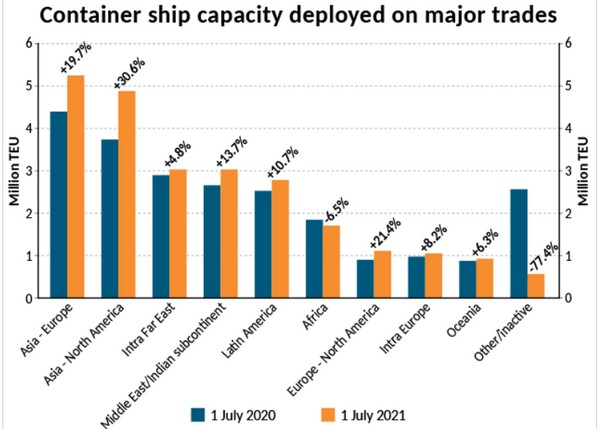 Container ship capacity deployed on major trades
Million TEU
6
5
4
3
2
1
0
+19.7%
+30.6%
+4.8%
+13.7%
+10.7%
-6.5%
+21.4%
+8.2%
+6.3%
-77.4%
6
5
4
3
2
1
0
Million TEU
Asia - Europe
Asia - North America
Intra Far East
Middle East/Indian subcontinent
Latin America
Africa
Europe - North America
Intra Europe
Oceania
Other/inactive
1 July 2020
1 July 2021